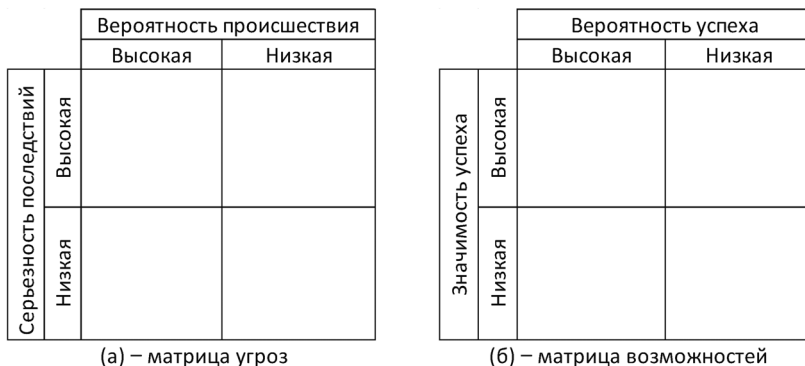 Вероятность происшествия
Высокая Низкая
Серьезность последствий
Высокая
Низкая
(а) – матрица угроз
Вероятность успеха
Высокая Низкая
Значимость успеха
Высокая
Низкая
(б) – матрица возможностей